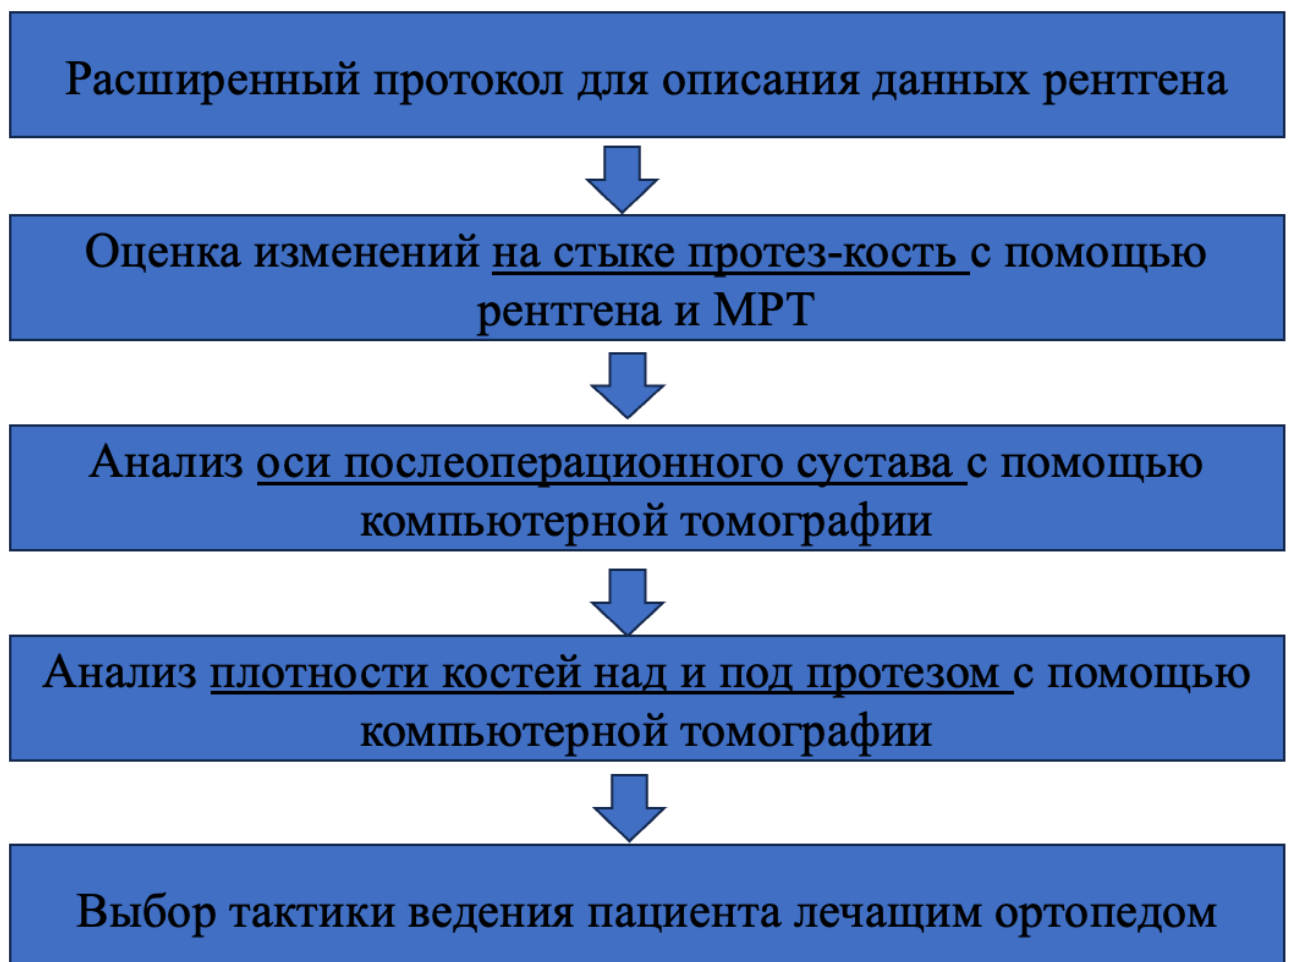 Расширенный протокол для описания данных рентгена
Оценка изменений на стыке протез-кость с помощью
рентгена и МРТ
Анализ оси послеоперационного сустава с помощью
компьютерной томографии
Анализ плотности костей над и под протезом с помощью
компьютерной томографии
Выбор тактики ведения пациента лечащим ортопедом